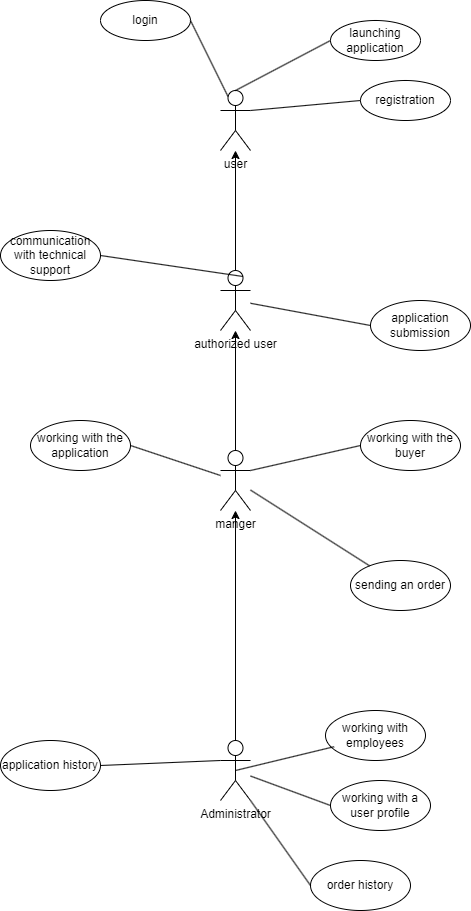 login
launching
application
registration
user
communication
with technical
support
application
submission
authorized user
working with the
application
working with the
buyer
manger
sending an order
working with
employees
application history
working with a
user profile
Administrator
order history